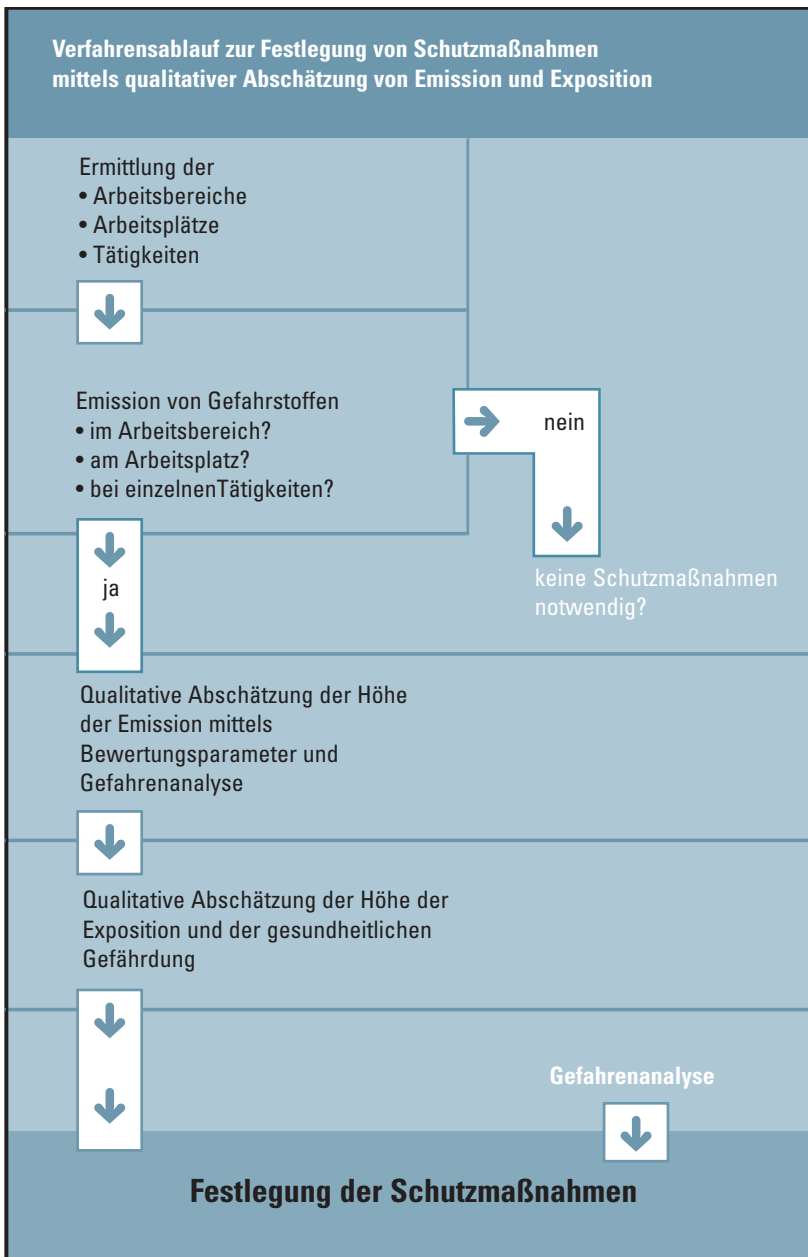 Verfahrensablauf zur Festlegung von Schutzmaßnahmen
mittels qualitativer Abschätzung von Emission und Exposition
Ermittlung der
• Arbeitsbereiche
• Arbeitsplätze
• Tätigkeiten
Emission von Gefahrstoffen
• im Arbeitsbereich?
• am Arbeitsplatz?
• bei einzelnenTätigkeiten?
nein
keine Schutzmaßnahmen
notwendig?
ja
Qualitative Abschätzung der Höhe
der Emission mittels
Bewertungsparameter und
Gefahrenanalyse
Qualitative Abschätzung der Höhe der
Exposition und der gesundheitlichen
Gefährdung
Gefahrenanalyse
Festlegung der Schutzmaßnahmen